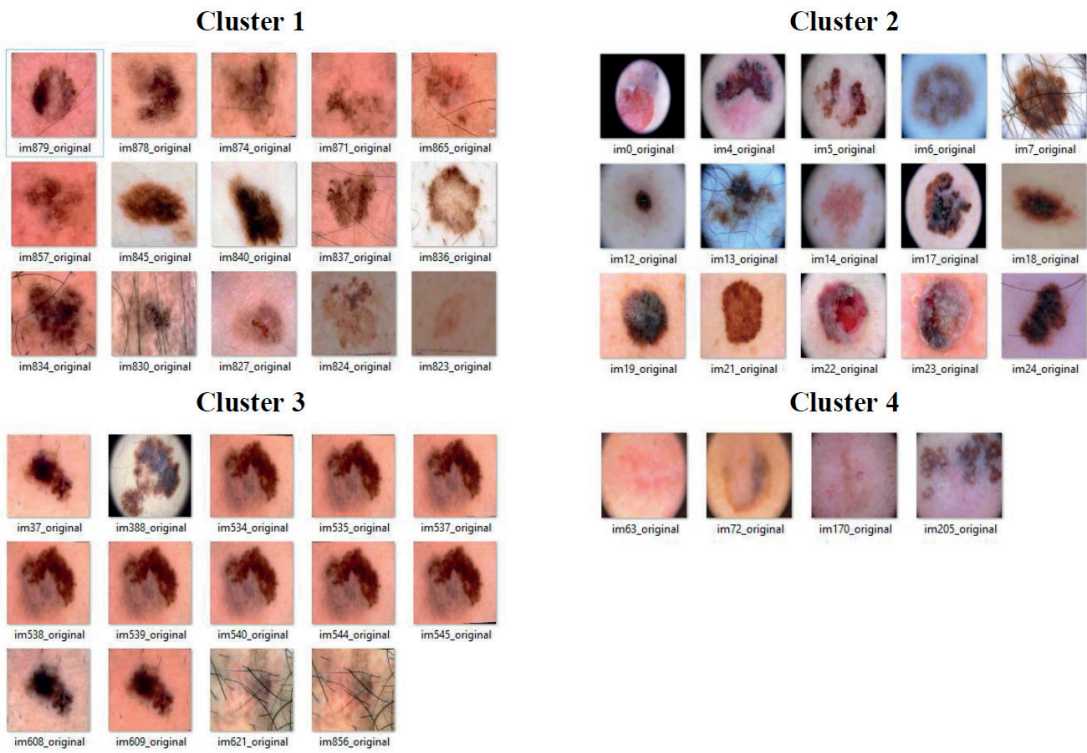 Cluster 1
im879_original im878_original im874_original im871_original im865_original
im857_original im845_original im840_original im837_original im836_original
im834_original im830_original im827_original im824_original im823_original
Cluster 2
im0_original im4_original im5_original im6_original im7_original
im12_original im13_original im14_original im17_original im18_original
im19_original im21_original im22_original im23_original im24_original
Cluster 3
im37_original im388_original im534_original im535_original im537_original
im538_original im539_original im540_original im544_original im545_original
im608_original im609_original im621_original im856_original
Cluster 4
im63_original im72_original im170_original im205_original